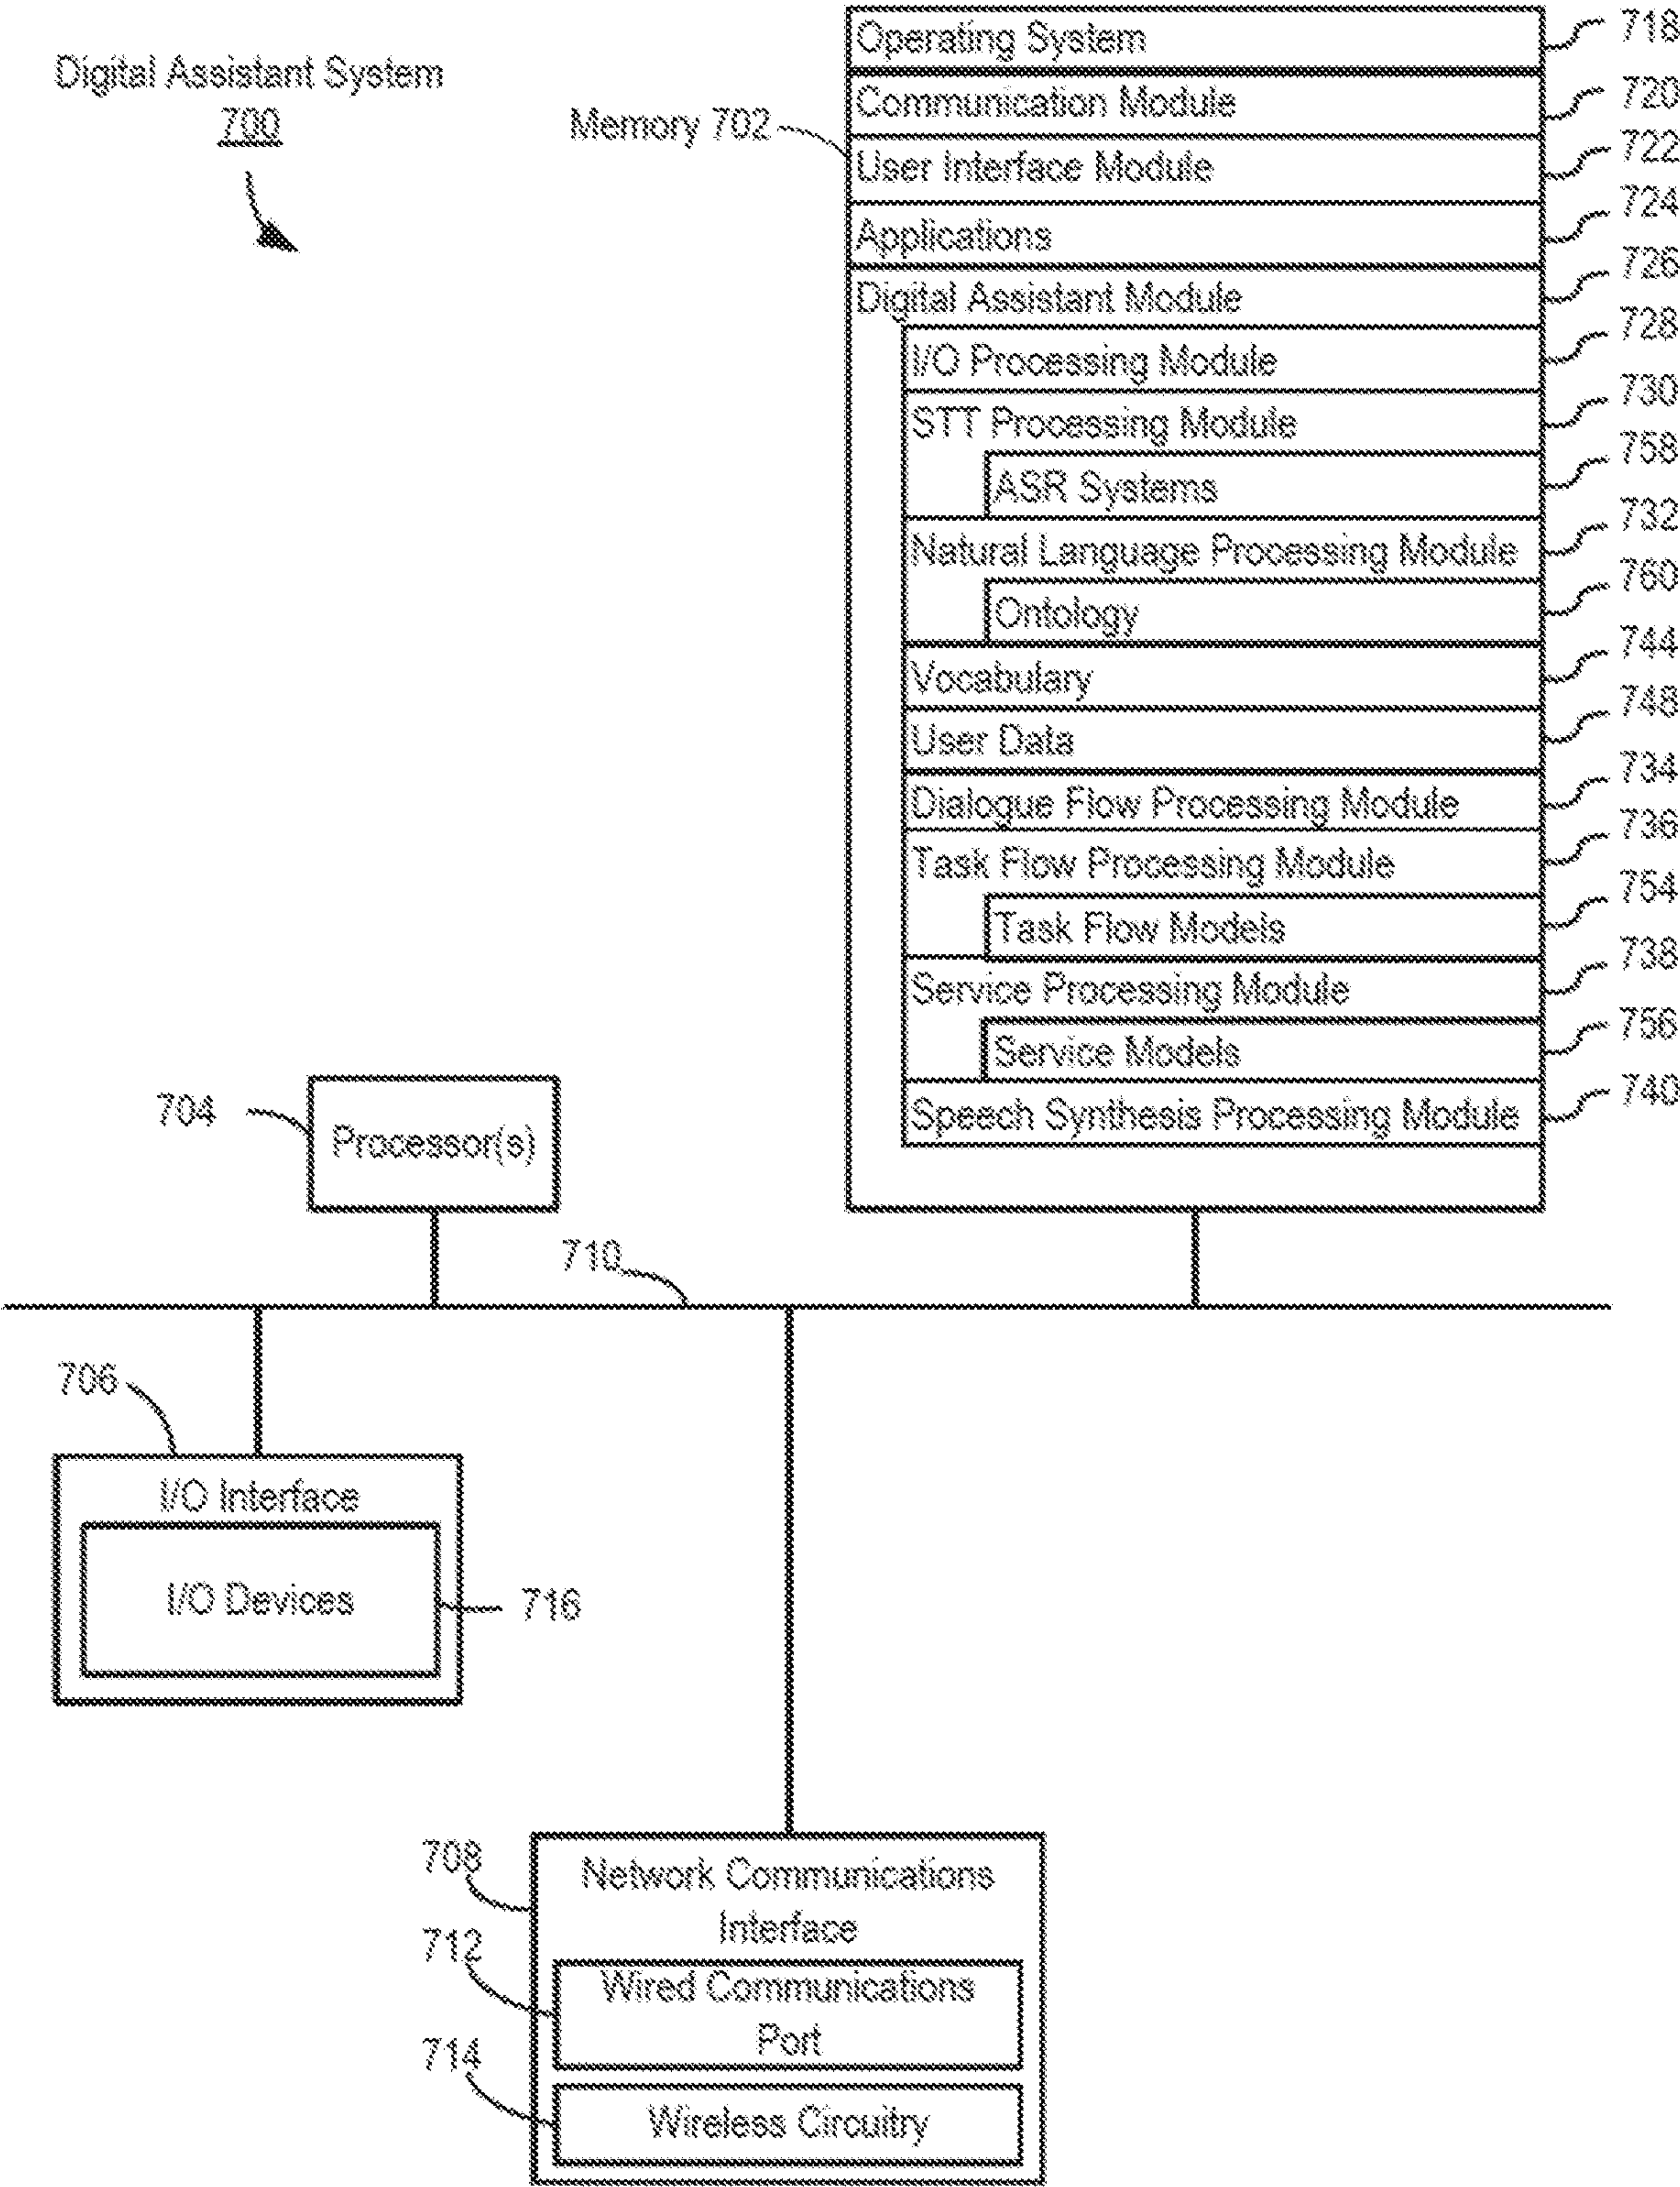 Digital Assistant System
700
Memory 702
Operating System
718
Communication Module
720
User Interface Module
722
Applications
724
Digital Assistant Module
726
I/O Processing Module
728
STT Processing Module
730
ASR Systems
758
Natural Language Processing Module
732
Ontology
760
Vocabulary
744
User Data
748
Dialogue Flow Processing Module
734
Task Flow Processing Module
736
Task Flow Models
754
Service Processing Module
738
Service Models
756
Speech Synthesis Processing Module
740
704
Processor(s)
710
706
I/O Interface
I/O Devices
716
708
Network Communications
Interface
712
Wired Communications
Port
714
Wireless Circuitry